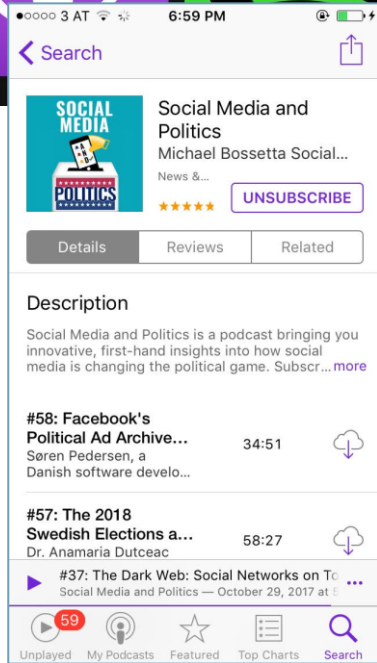 3 AT 6:59 PM
Search
SOCIAL
MEDIA
AND
POLITICS
Social Media and
Politics
Michael Bossetta Social...
News &...
UNSUBSCRIBE
Details Reviews Related
Description
Social Media and Politics is a podcast bringing you
innovative, first-hand insights into how social
media is changing the political game. Subscr... more
#58: Facebook's
Political Ad Archive...
Søren Pedersen, a
Danish software develo...
34:51
#57: The 2018
Swedish Elections a...
Dr. Anamaria Dutceac
58:27
#37: The Dark Web: Social Networks on To
Social Media and Politics — October 29, 2017 at
59
Unplayed My Podcasts Featured Top Charts Search